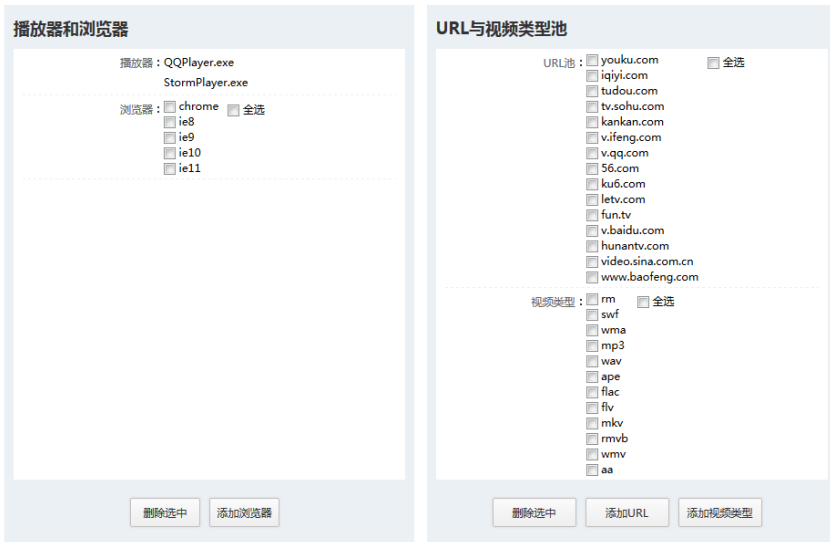 播放器和浏览器
播放器：QQPlayer.exe
StormPlayer.exe
浏览器：chrome 全选
ie8
ie9
ie10
ie11
删除选中 添加浏览器
URL与视频类型池
URL池：youku.com 全选
iqiyi.com
tudou.com
tv.sohu.com
kankan.com
v.ifeng.com
v.qq.com
56.com
ku6.com
letv.com
fun.tv
v.baidu.com
hunantv.com
video.sina.com.cn
www.baofeng.com
视频类型：rm 全选
swf
wma
mp3
wav
ape
flac
flv
mkv
rmvb
wmv
aa
删除选中 添加URL 添加视频类型